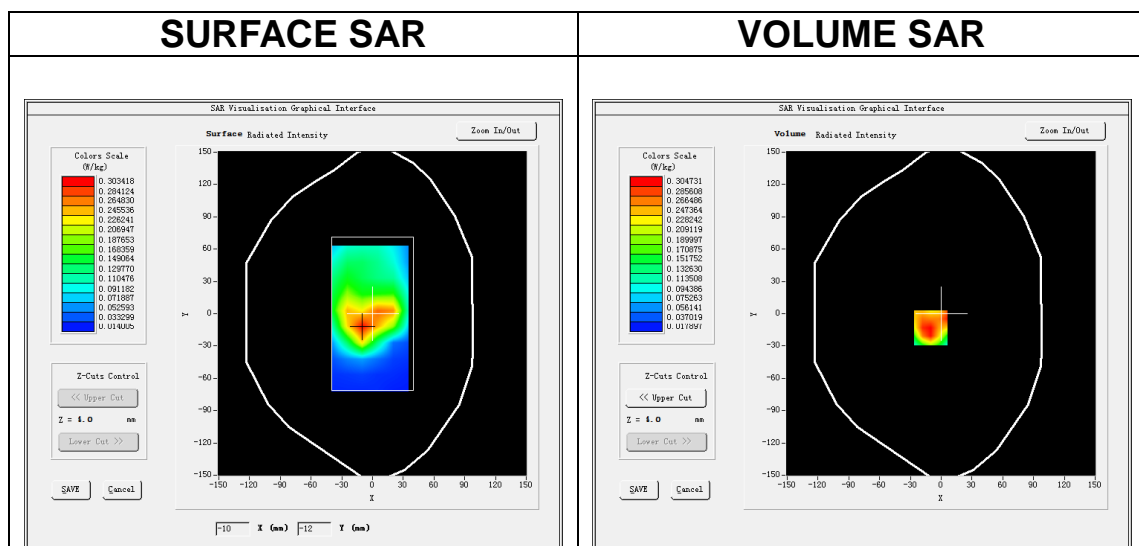 SURFACE SAR
VOLUME SAR
SAR Visualisation Graphical Interface
Surface Radiated Intensity
Zoom In/Out
Colors Scale
(W/kg)
0.303418
0.284124
0.264830
0.245536
0.226241
0.206947
0.187653
0.168359
0.149064
0.129770
0.110476
0.091182
0.071887
0.052593
0.033299
0.014005
Z-Cuts Control
<< Upper Cut
Z = 4.0 mm
Lower Cut >>
SAVE Cancel
150
120
90
60
30
0
-30
-60
-90
-120
-150
Y
-150 -120 -90 -60 -30 0 30 60 90 120 150
X
-10 X (mm) -12 Y (mm)
SAR Visualisation Graphical Interface
Volume Radiated Intensity
Zoom In/Out
Colors Scale
(W/kg)
0.304731
0.285608
0.266486
0.247364
0.228242
0.209119
0.189997
0.170875
0.151752
0.132630
0.113508
0.094386
0.075263
0.056141
0.037019
0.017897
Z-Cuts Control
<< Upper Cut
Z = 4.0 mm
Lower Cut >>
SAVE Cancel
150
120
90
60
30
0
-30
-60
-90
-120
-150
Y
-150 -120 -90 -60 -30 0 30 60 90 120 150
X